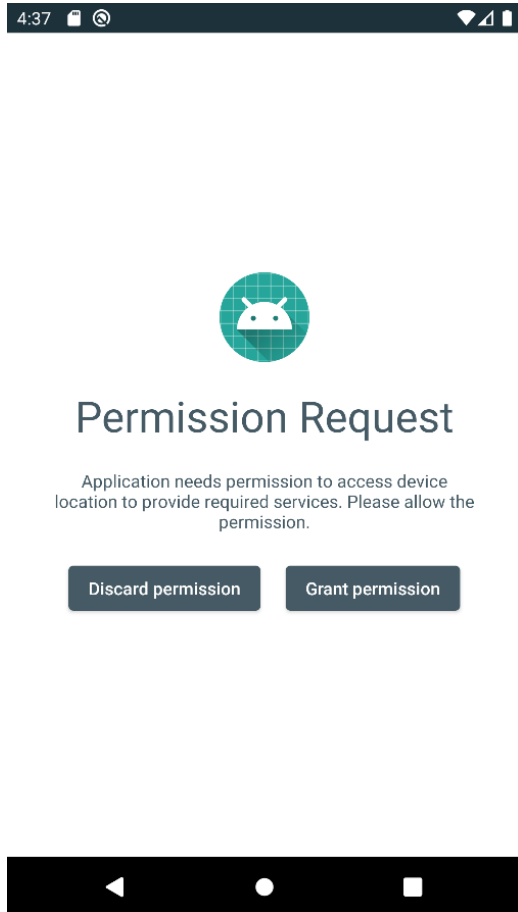 4:37
Permission Request
Application needs permission to access device
location to provide required services. Please allow the
permission.
Discard permission
Grant permission